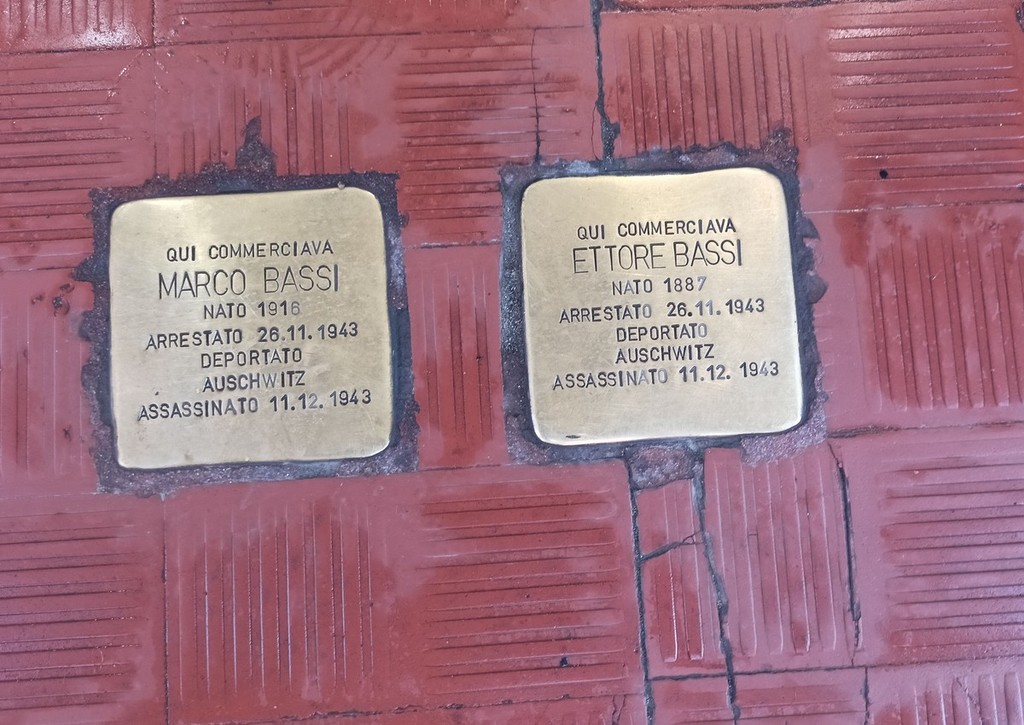 QUI COMMERCIAVA
MARCO BASSI
NATO 1916
ARRESTATO 26.11.1943
DEPORTATO
AUSCHWITZ
ASSASSINATO 11.12.1943
QUI COMMERCIAVA
ETTORE BASSI
NATO 1887
ARRESTATO 26.11.1943
DEPORTATO
AUSCHWITZ
ASSASSINATO 11.12.1943